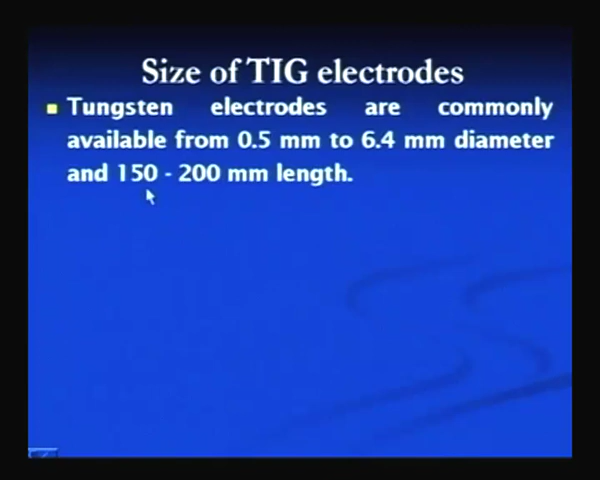 Size of TIG electrodes
Tungsten electrodes are commonly
available from 0.5 mm to 6.4 mm diameter
and 150 - 200 mm length.